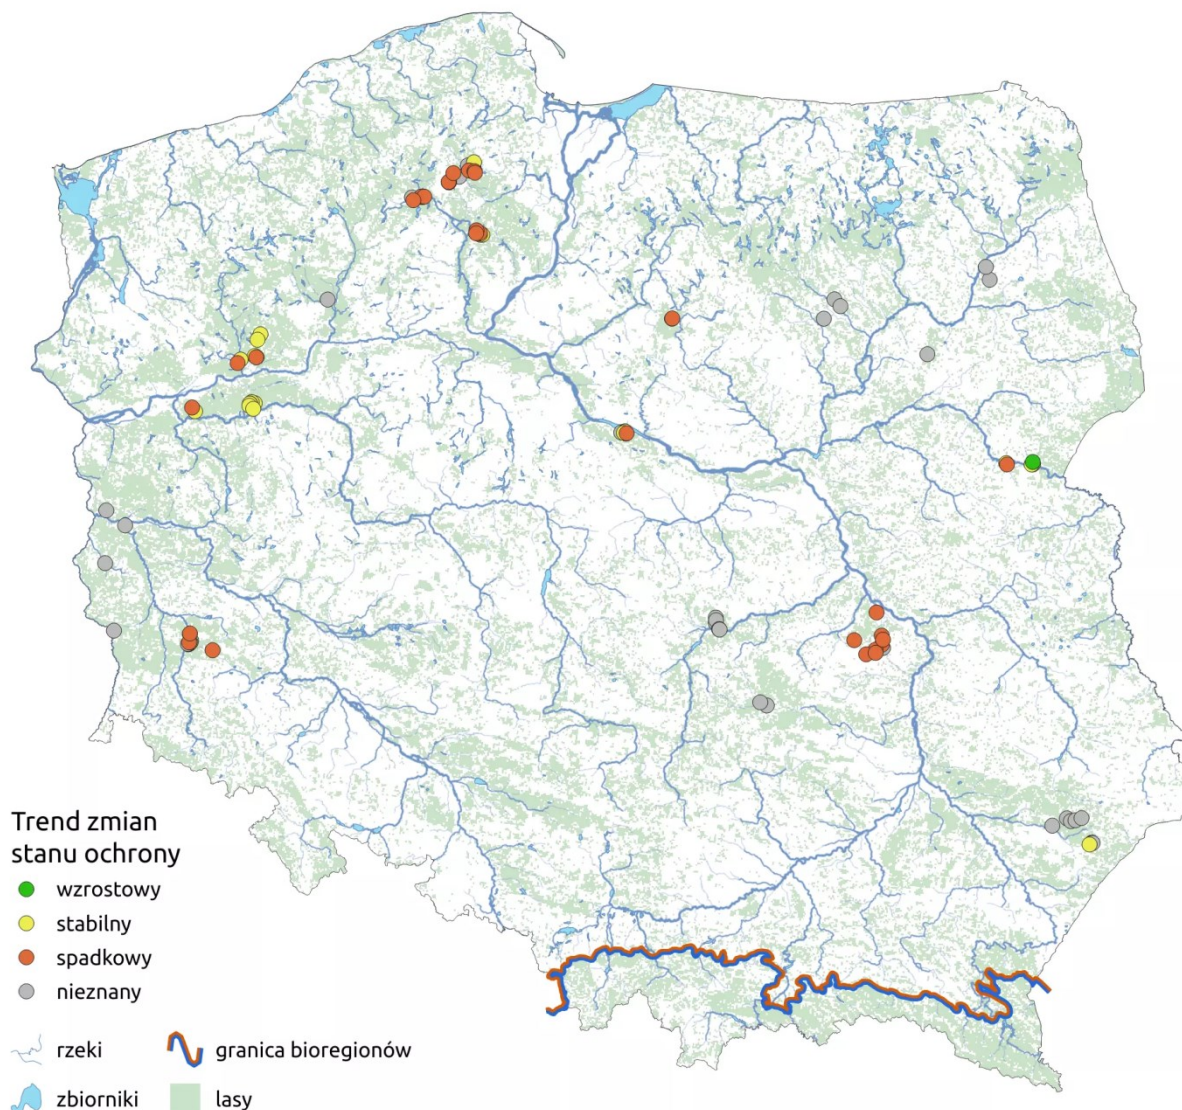 Trend zmian
stanu ochrony
wzrostowy
stabilny
spadkowy
nieznany
rzeki
granica bioregionów
zbiorniki
lasy